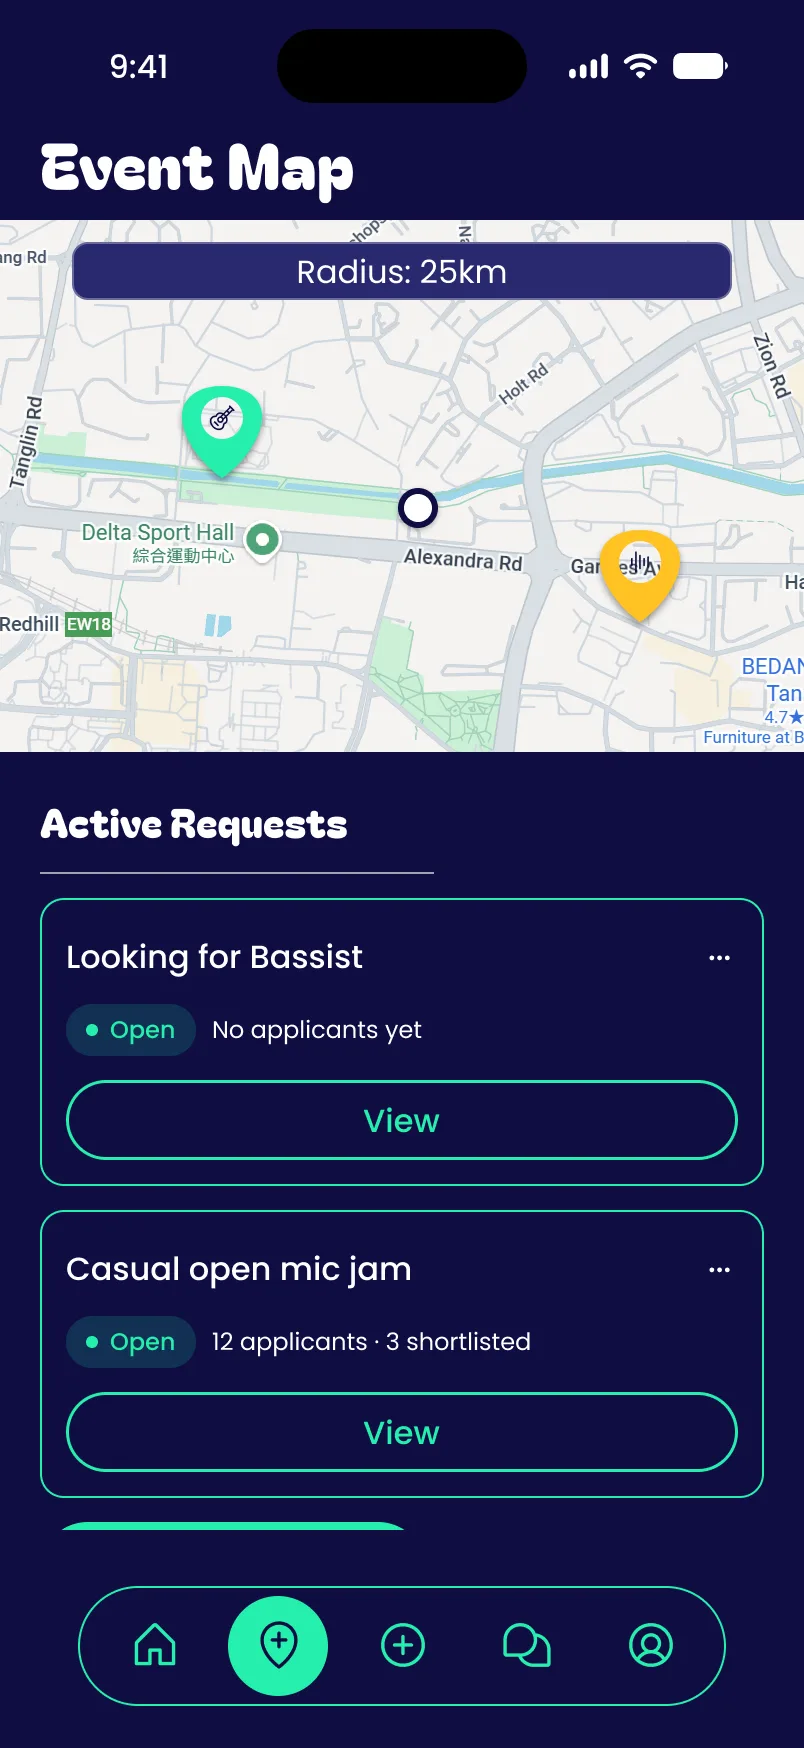 9:41
Event Map
Radius: 25km
Holt Rd
Zion Rd
Tanglin Rd
Delta Sport Hall
綜合運動中心
Alexandra Rd
Redhill EW18
4.7★
Furniture at B
Active Requests
Looking for Bassist
Open No applicants yet
View
Casual open mic jam
Open 12 applicants · 3 shortlisted
View